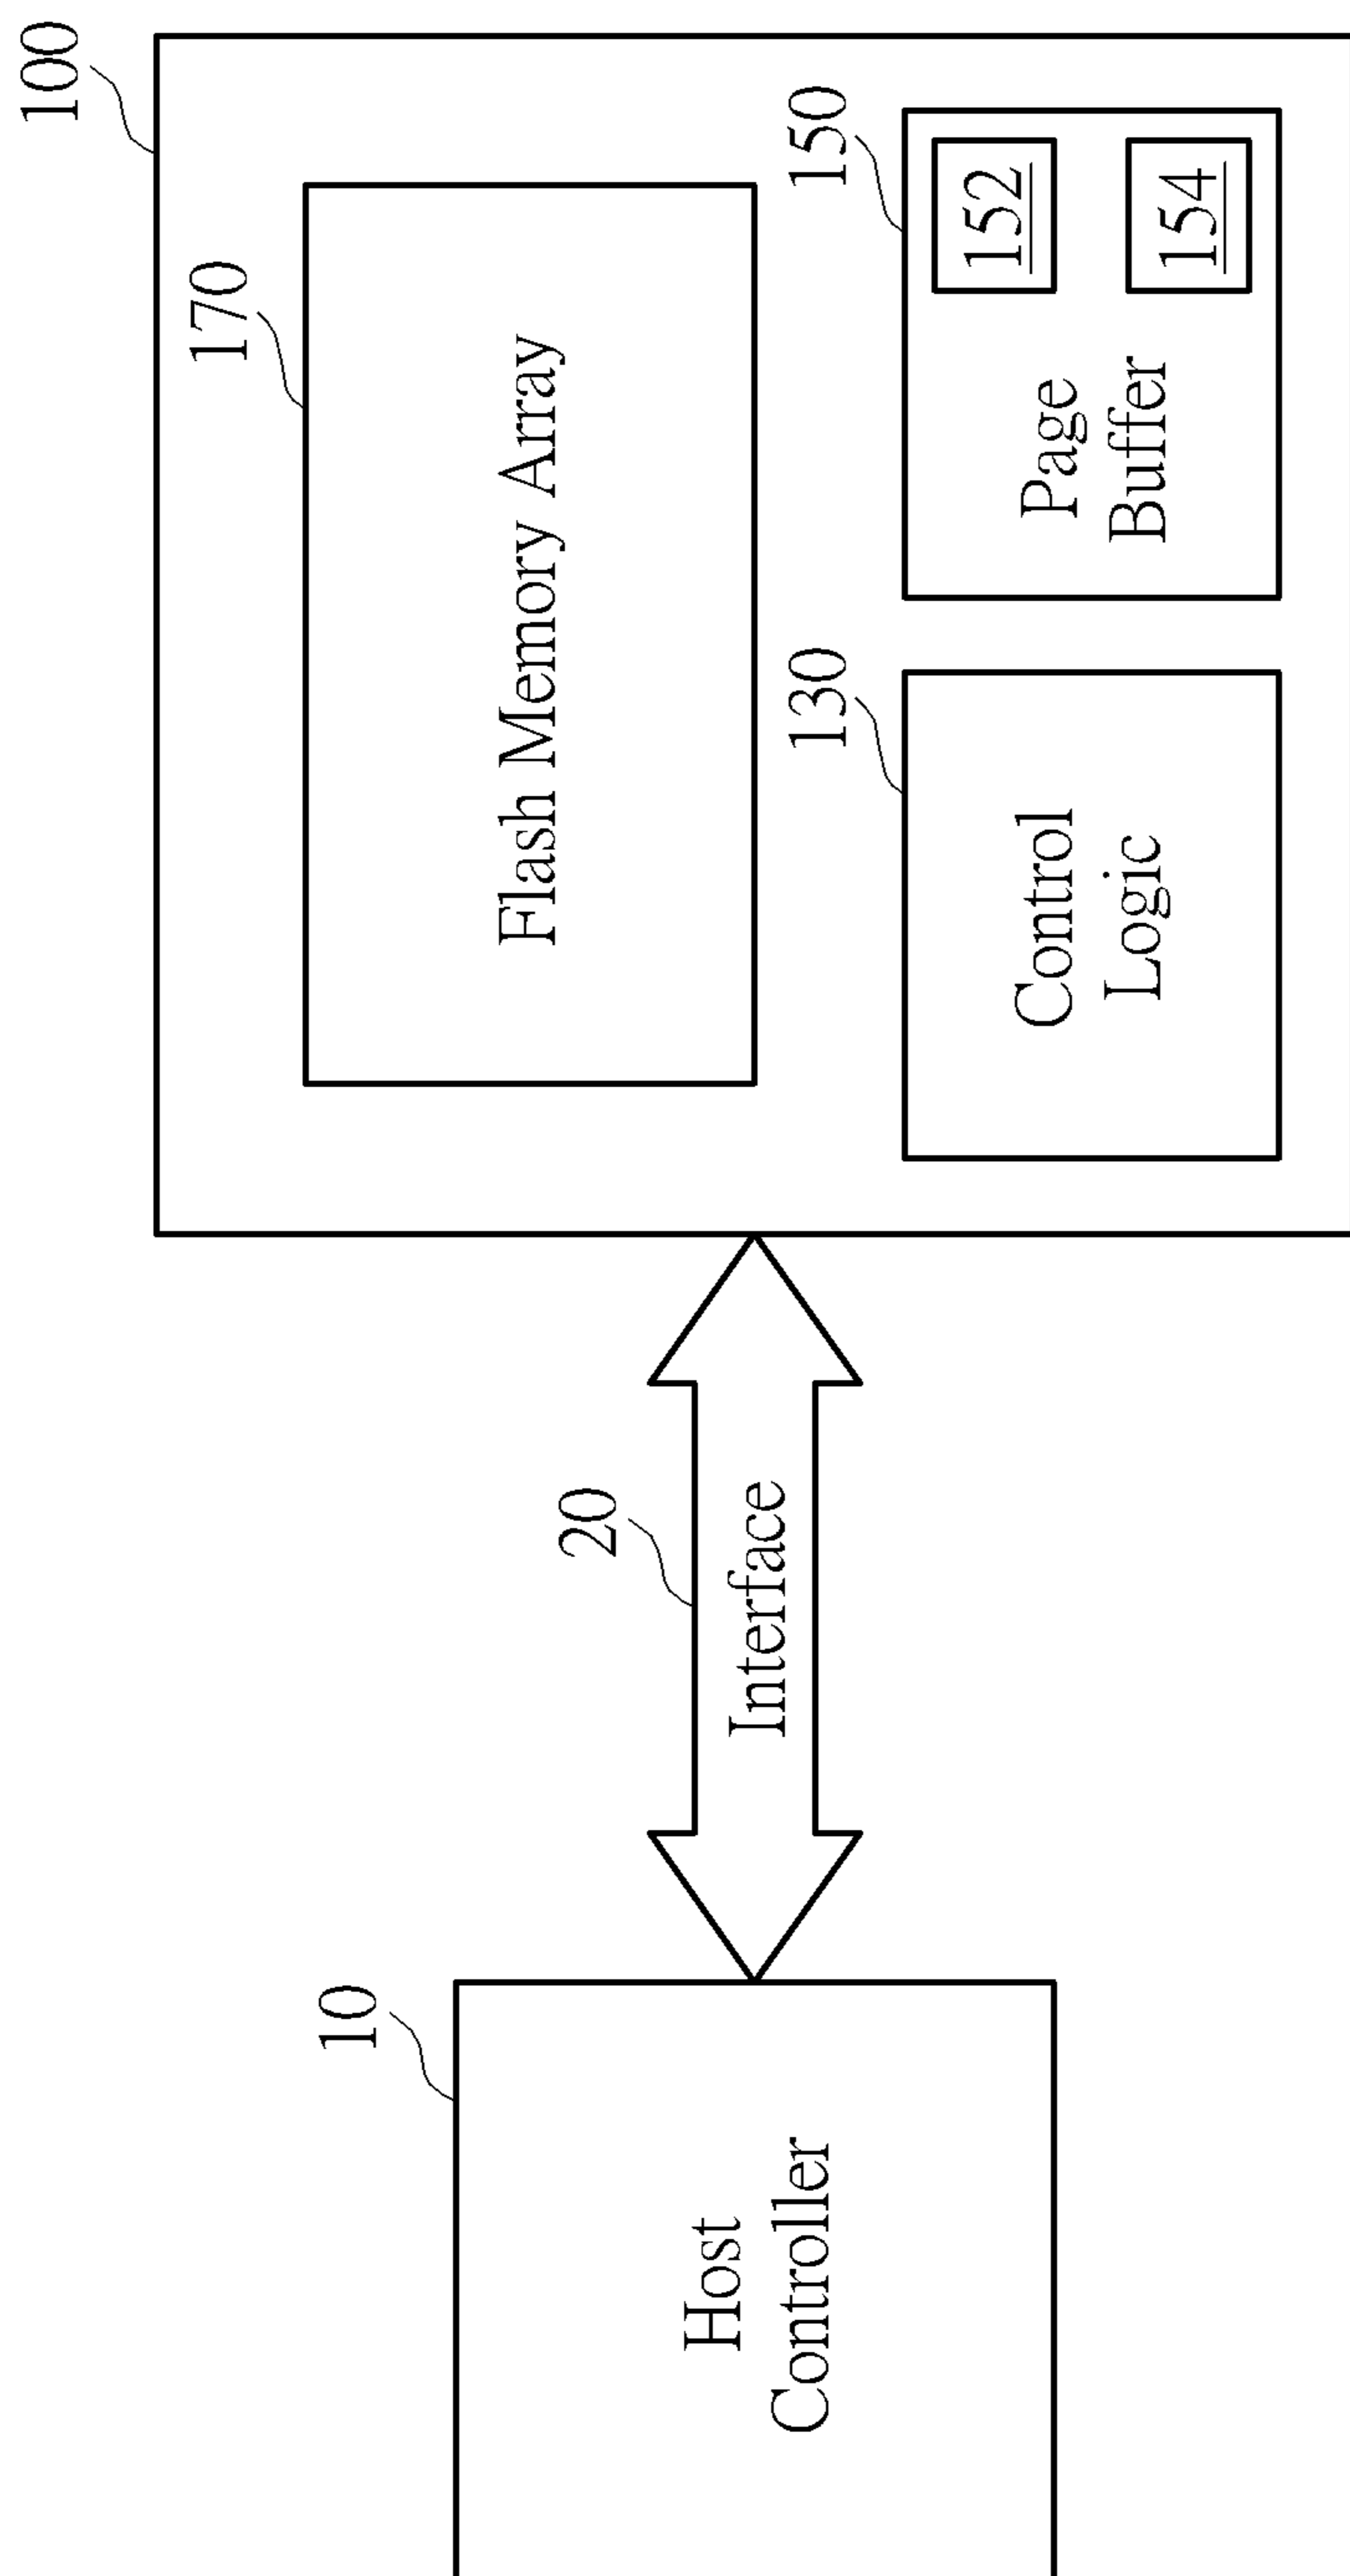 100
170
Flash Memory Array
130
150
Control
Logic
Page
Buffer
152
154
20
Interface
10
Host
Controller